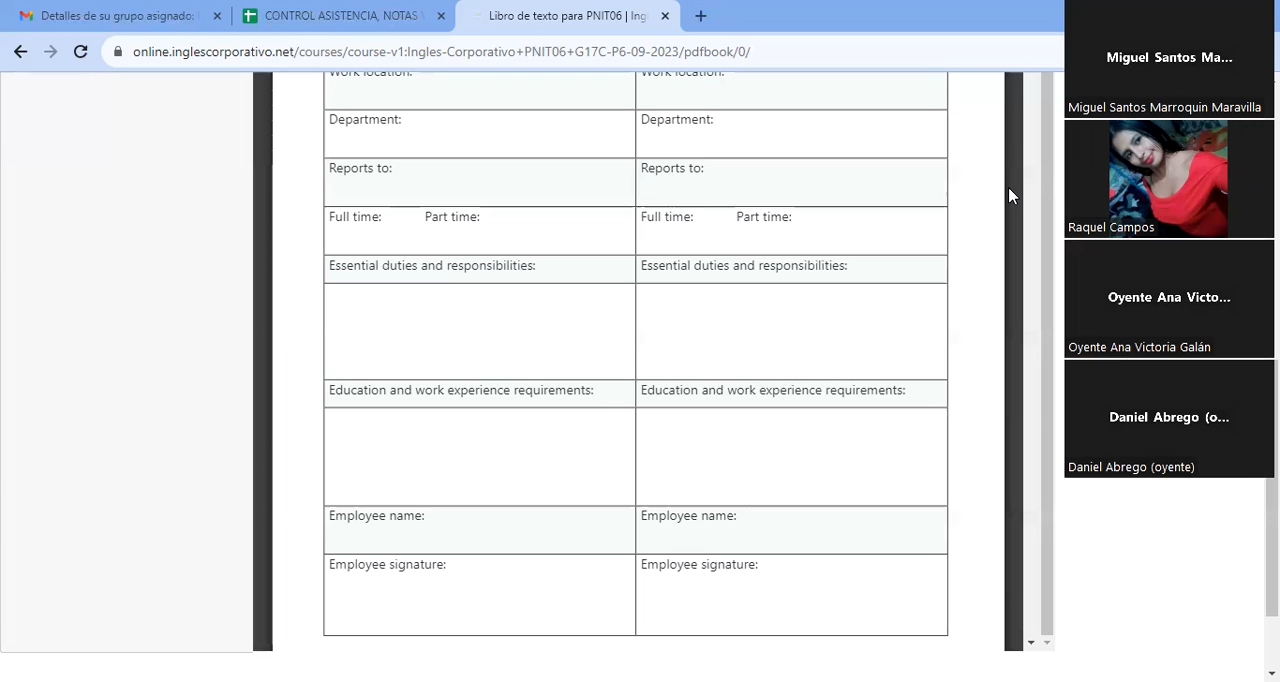 Detalles de su grupo asignado:
CONTROL ASISTENCIA, NOTAS
Libro de texto para PNIT06 | Ing
online.inglescorporativo.net/courses/course-v1:Ingles-Corporativo+PNIT06+G17C-P6-09-2023/pdfbook/0/
Work location: Work location:
Department: Department:
Reports to: Reports to:
Full time: Part time: Full time: Part time:
Essential duties and responsibilities: Essential duties and responsibilities:
Education and work experience requirements: Education and work experience requirements:
Employee name: Employee name:
Employee signature: Employee signature:
Miguel Santos Ma...
Miguel Santos Marroquin Maravilla
Raquel Campos
Oyente Ana Victo...
Oyente Ana Victoria Galán
Daniel Abrego (o...
Daniel Abrego (oyente)